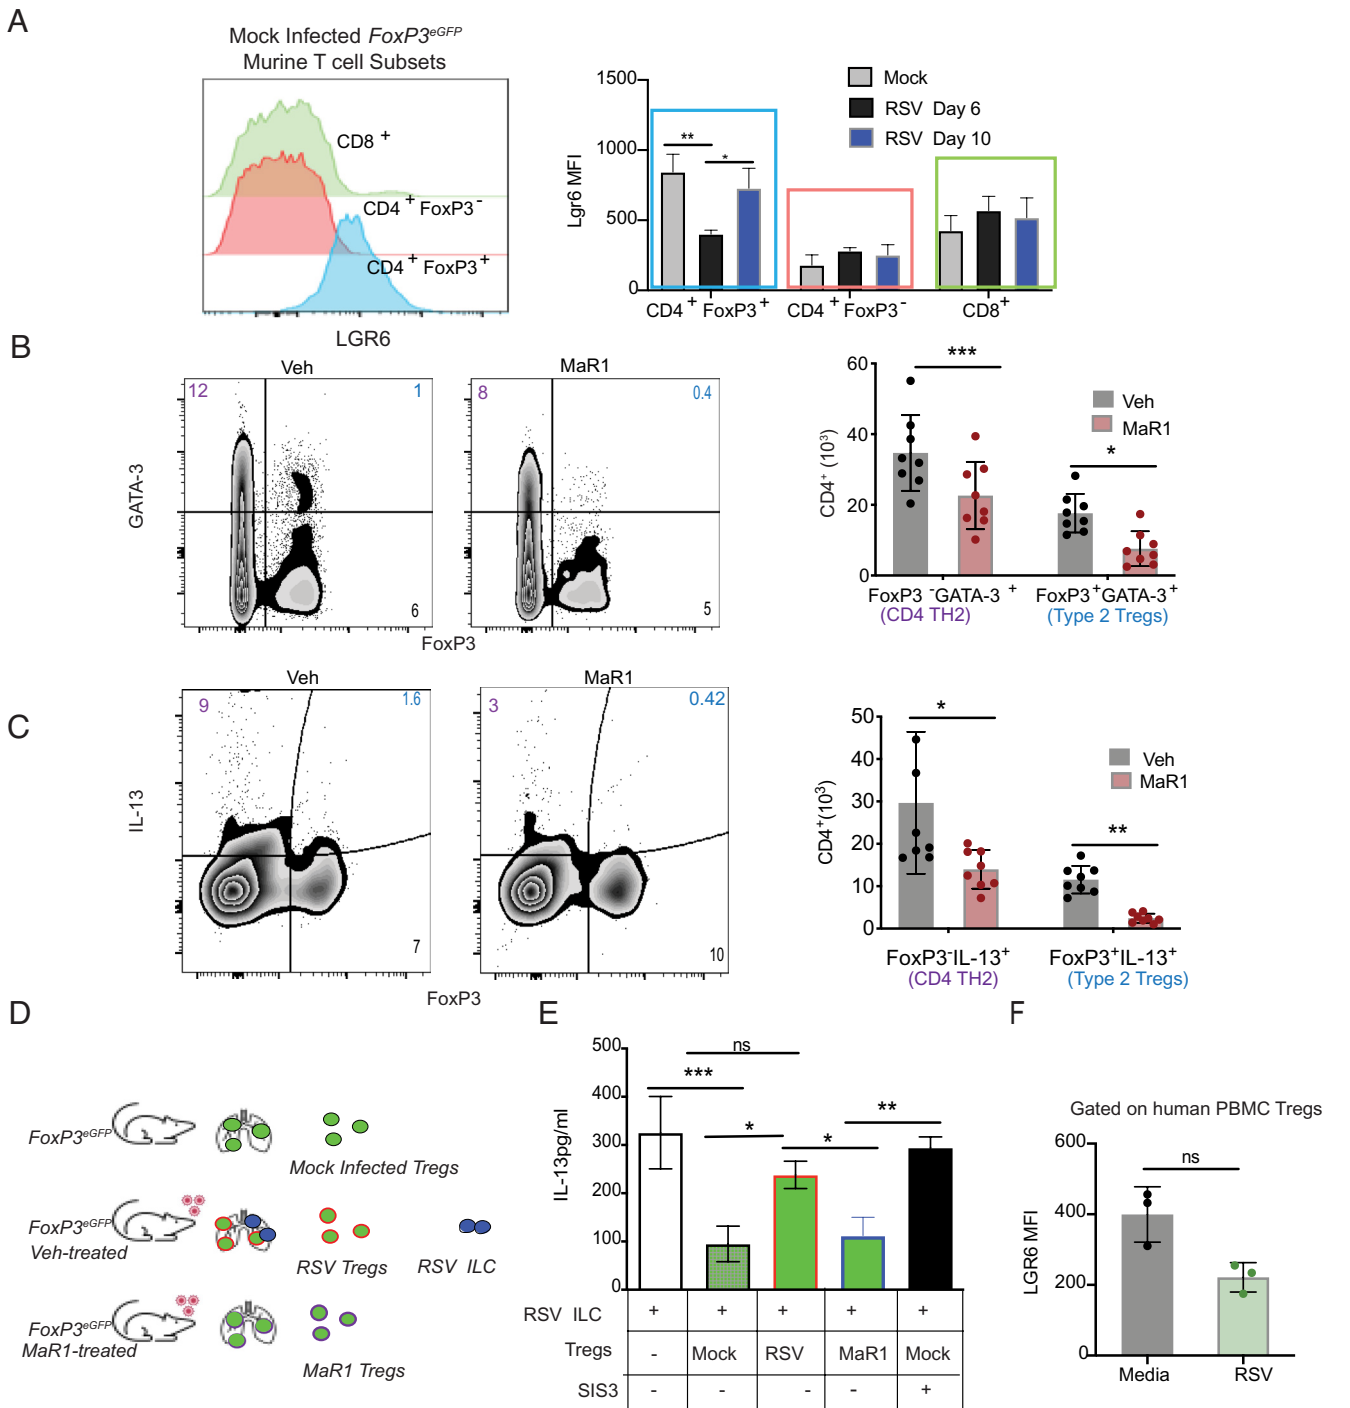 A
Mock Infected FoxP3eGFP
Murine T cell Subsets
CD8 +
CD4 + FoxP3 -
CD4 + FoxP3 +
LGR6
Lgr6 MFI
1500
1000
500
0
Mock
RSV Day 6
RSV Day 10
**
*
CD4 + FoxP3 +
CD4 + FoxP3 -
CD8 +
B
Veh
MaR1
12
1
6
8
0.4
5
GATA-3
FoxP3
CD4+ (10³)
60
40
20
0
***
*
Veh
MaR1
FoxP3 - GATA-3 +
FoxP3 + GATA-3 +
(CD4 TH2)
(Type 2 Tregs)
C
Veh
MaR1
9
1.6
7
3
0.42
10
IL-13
FoxP3
CD4+(10³)
50
40
30
20
10
0
*
**
Veh
MaR1
FoxP3-IL-13+
FoxP3+IL-13+
(CD4 TH2)
(Type 2 Tregs)
D
FoxP3eGFP
Mock Infected Tregs
FoxP3eGFP
Veh-treated
RSV Tregs
RSV ILC
FoxP3eGFP
MaR1-treated
MaR1 Tregs
E
IL-13pg/ml
500
400
300
200
100
0
ns
***
*
*
**
RSV ILC + + + + +
Tregs - Mock RSV MaR1 Mock
SIS3 - - - - +
F
Gated on human PBMC Tregs
LGR6 MFI
600
400
200
0
ns
Media
RSV